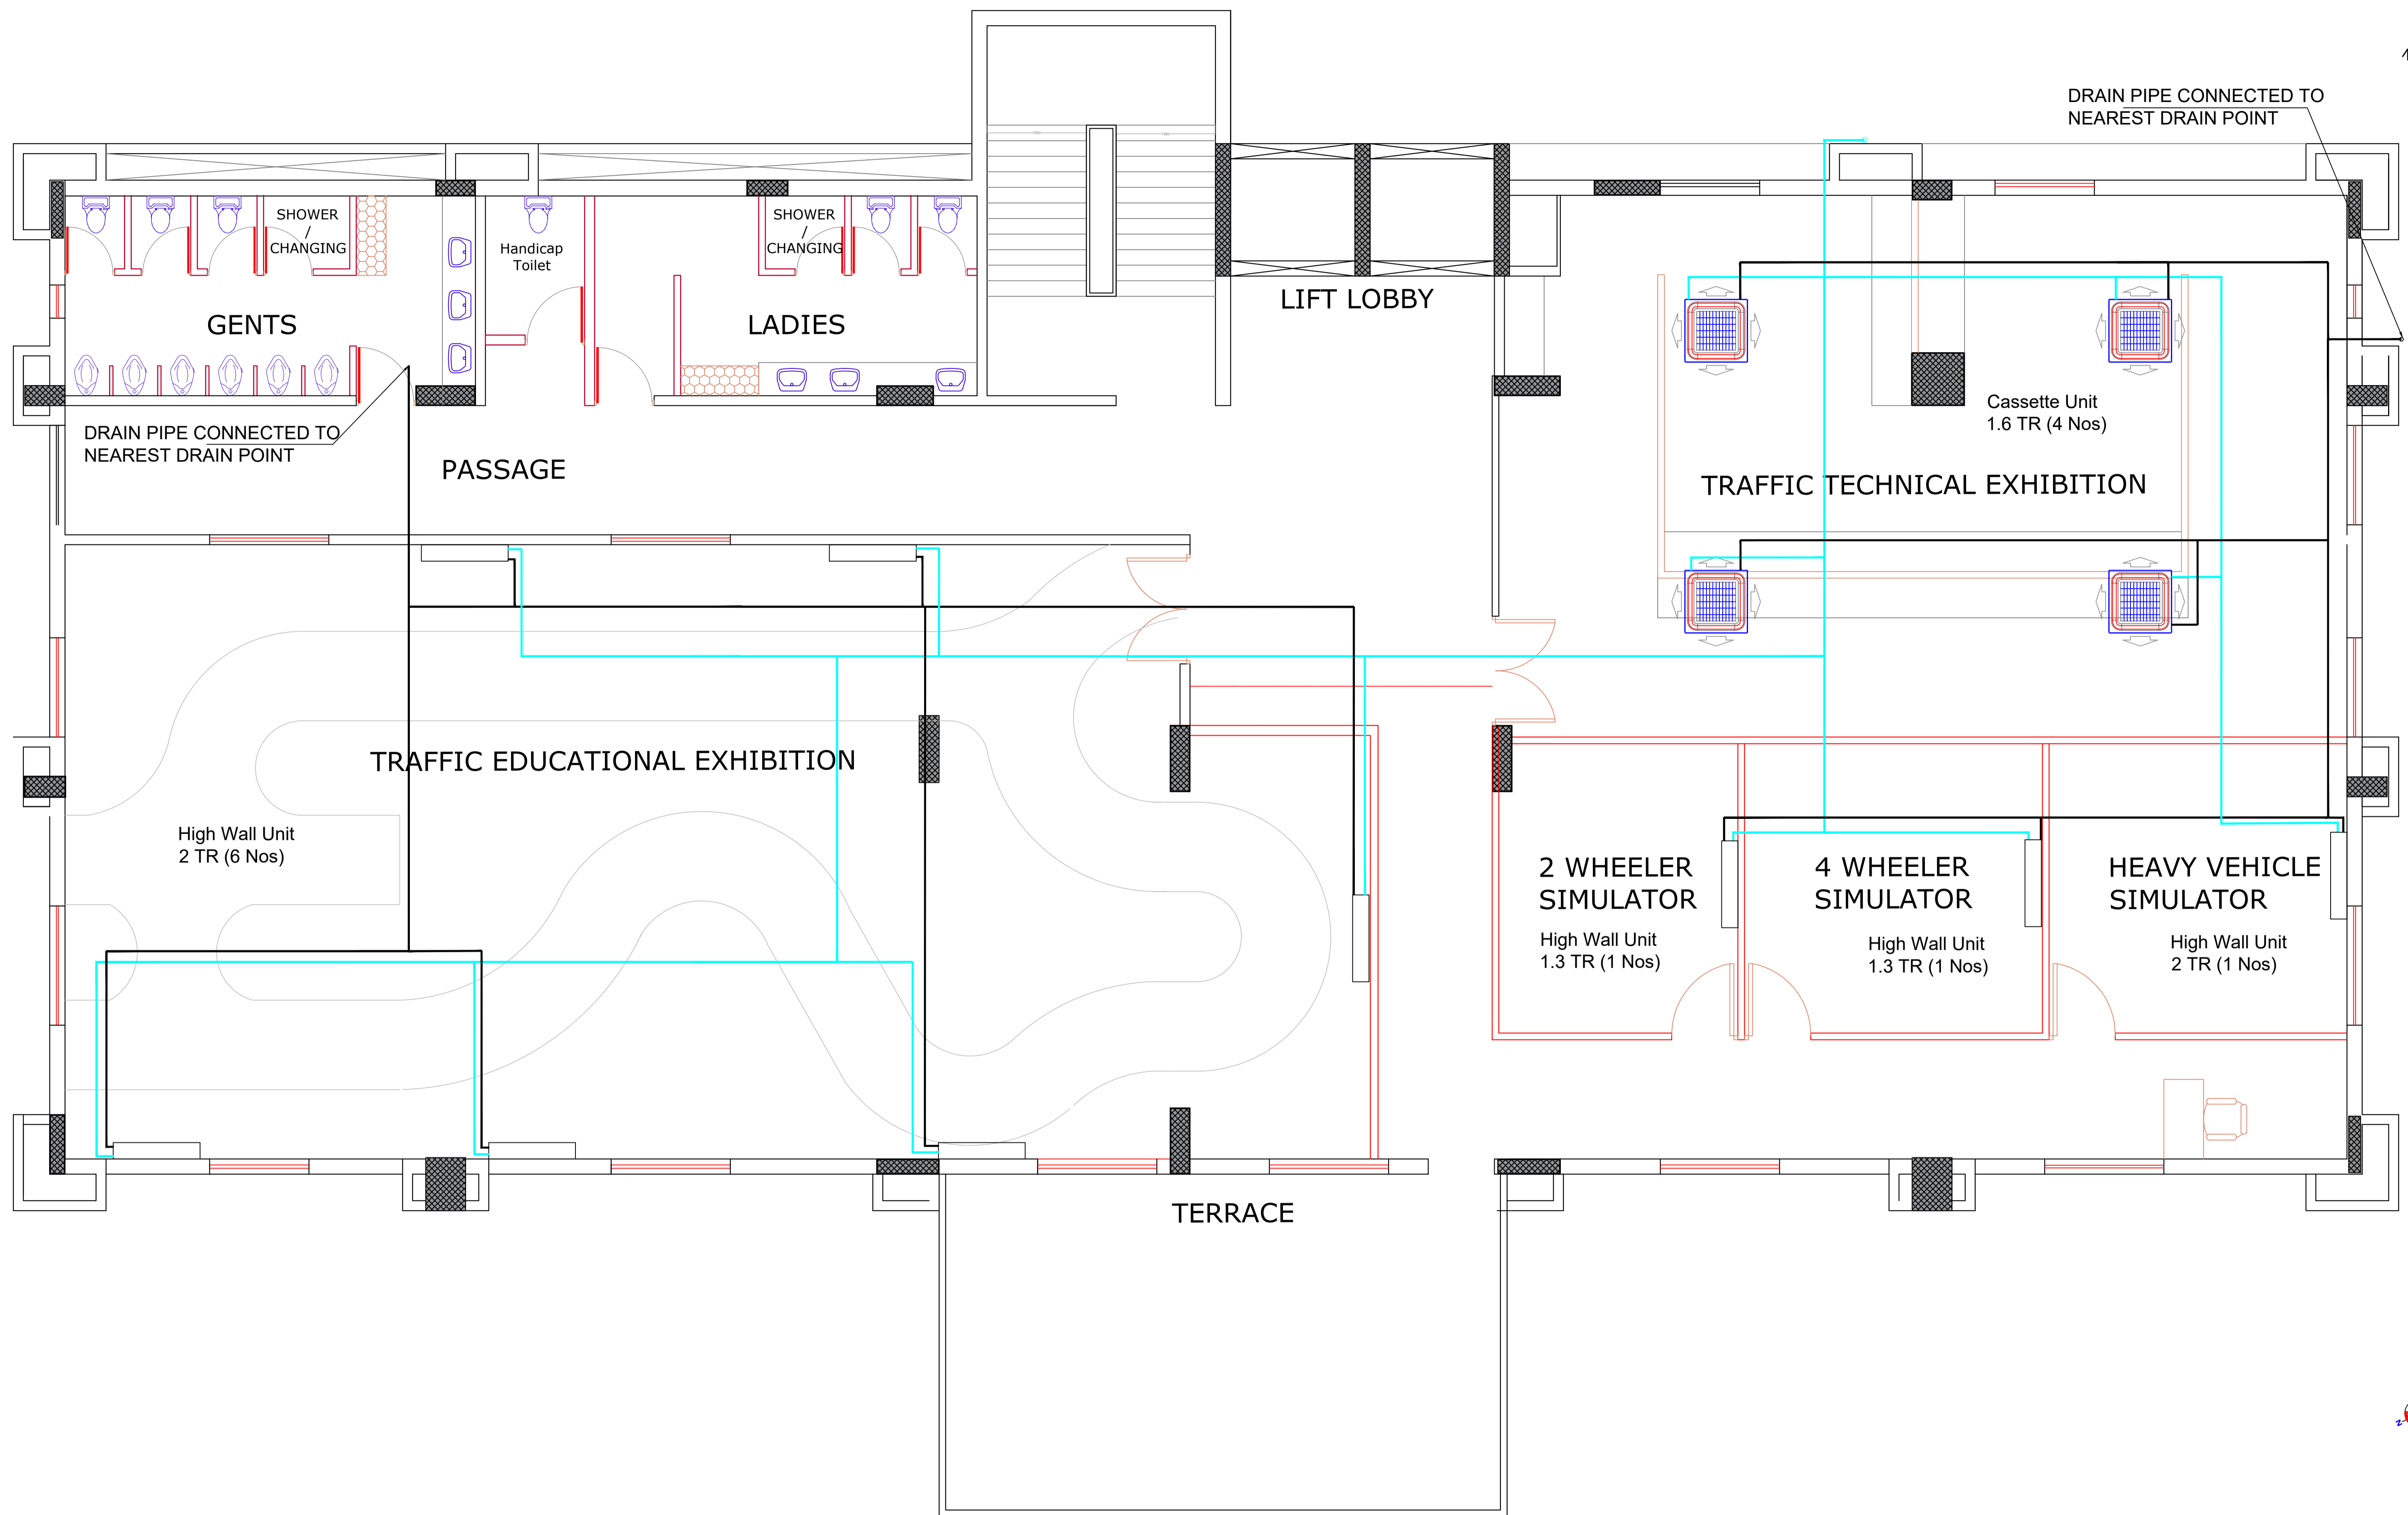 DRAIN PIPE CONNECTED TO
NEAREST DRAIN POINT
SHOWER
/
CHANGING
Handicap
Toilet
SHOWER
/
CHANGING
GENTS
LADIES
LIFT LOBBY
Cassette Unit
1.6 TR (4 Nos)
DRAIN PIPE CONNECTED TO
NEAREST DRAIN POINT
PASSAGE
TRAFFIC TECHNICAL EXHIBITION
TRAFFIC EDUCATIONAL EXHIBITION
High Wall Unit
2 TR (6 Nos)
2 WHEELER
SIMULATOR
High Wall Unit
1.3 TR (1 Nos)
4 WHEELER
SIMULATOR
High Wall Unit
1.3 TR (1 Nos)
HEAVY VEHICLE
SIMULATOR
High Wall Unit
2 TR (1 Nos)
TERRACE